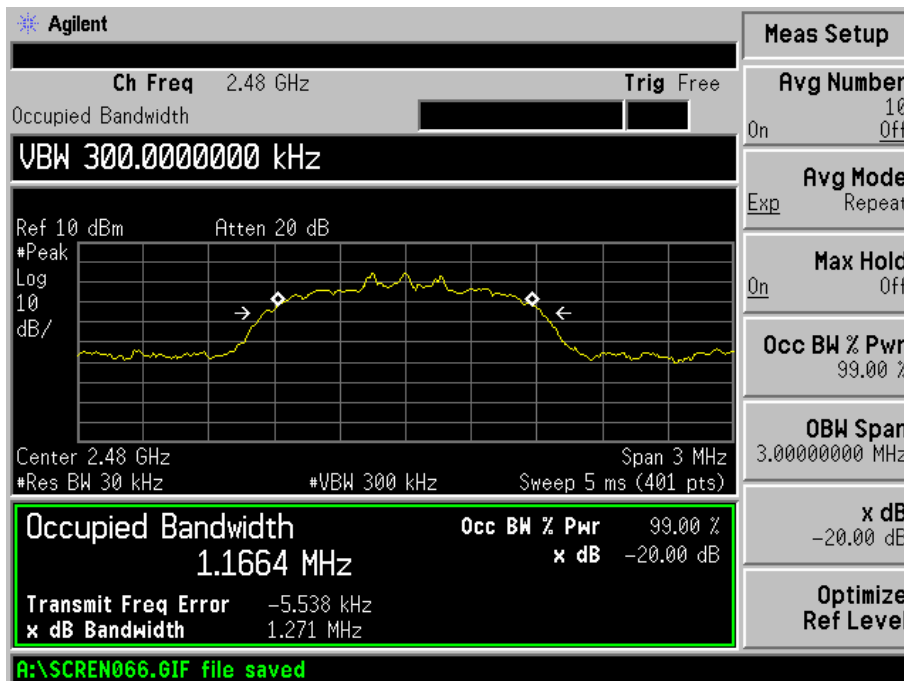 Agilent
Ch Freq 2.48 GHz Trig Free
Occupied Bandwidth
VBW 300.0000000 kHz
Ref 10 dBm Atten 20 dB
#Peak
Log
10
dB/
Center 2.48 GHz Span 3 MHz
#Res BW 30 kHz #VBW 300 kHz Sweep 5 ms (401 pts)
Occupied Bandwidth
1.1664 MHz
Occ BW % Pwr 99.00 %
x dB -20.00 dB
Transmit Freq Error -5.538 kHz
x dB Bandwidth 1.271 MHz
A:\SCREN066.GIF file saved
Meas Setup
Avg Number
10
On Off
Avg Mode
Exp Repeat
Max Hold
On Off
Occ BW % Pwr
99.00 %
OBW Span
3.00000000 MHz
x dB
-20.00 dB
Optimize
Ref Level